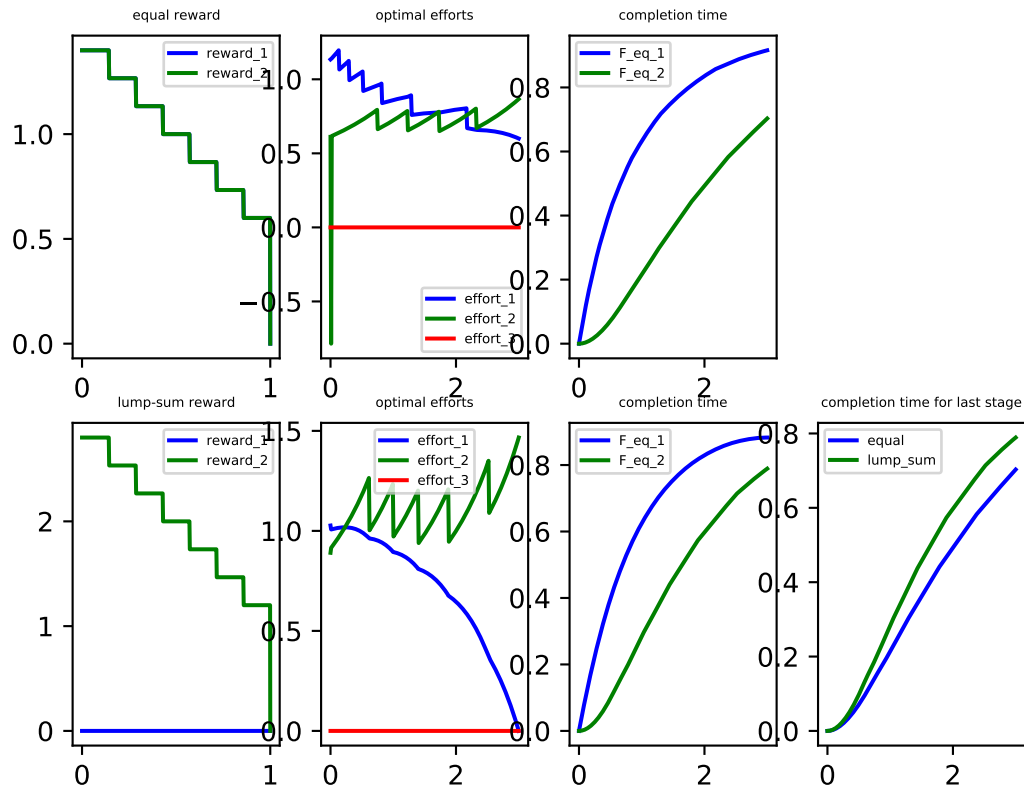 equal reward
optimal efforts
completion time
reward_1
reward_2
1.0
0.5
0.0
0
1
1.0
0.5
0.0
−0.5
effort_1
effort_2
effort_3
0
2
F_eq_1
F_eq_2
0.8
0.6
0.4
0.2
0.0
0
2
lump-sum reward
optimal efforts
completion time
completion time for last stage
reward_1
reward_2
2
1
0
0
1
effort_1
effort_2
effort_3
1.5
1.0
0.5
0.0
0
2
F_eq_1
F_eq_2
0.8
0.6
0.4
0.2
0.0
0
2
equal
lump_sum
0.8
0.6
0.4
0.2
0.0
0
2